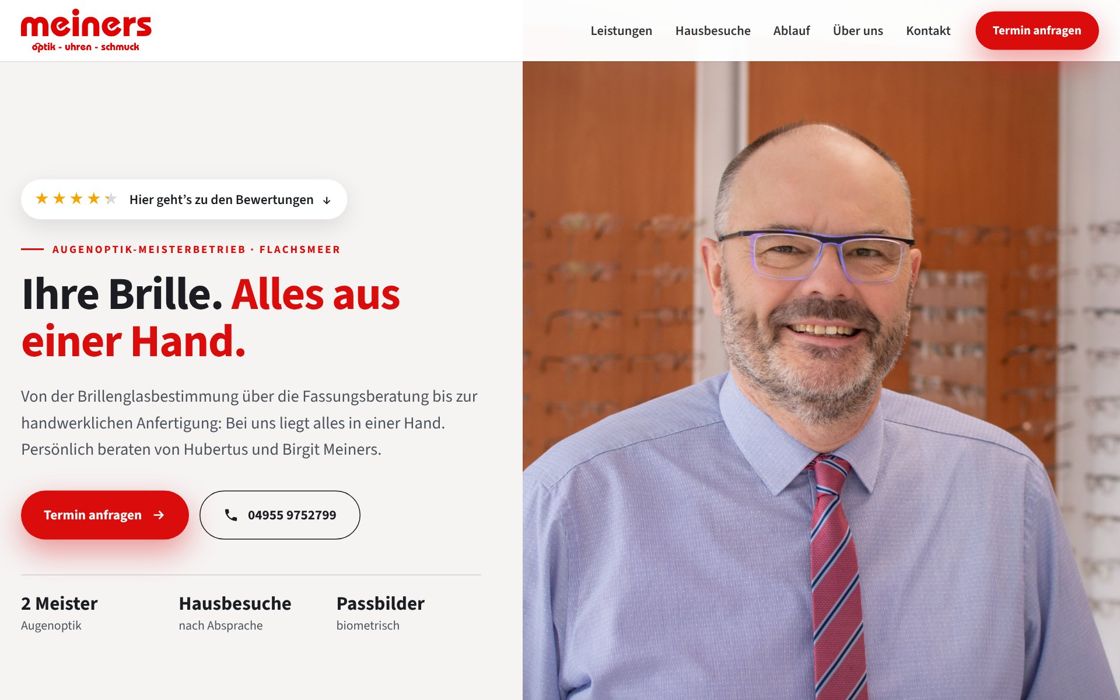 meiners
optik - uhren - schmuck
Leistungen
Hausbesuche
Ablauf
Über uns
Kontakt
Termin anfragen
Hier geht’s zu den Bewertungen ↓
AUGENOPTIK-MEISTERBETRIEB · FLACHSMEER
Ihre Brille. Alles aus
einer Hand.
Von der Brillenglasbestimmung über die Fassungsberatung bis zur
handwerklichen Anfertigung: Bei uns liegt alles in einer Hand.
Persönlich beraten von Hubertus und Birgit Meiners.
Termin anfragen →
04955 9752799
2 Meister
Augenoptik
Hausbesuche
nach Absprache
Passbilder
biometrisch